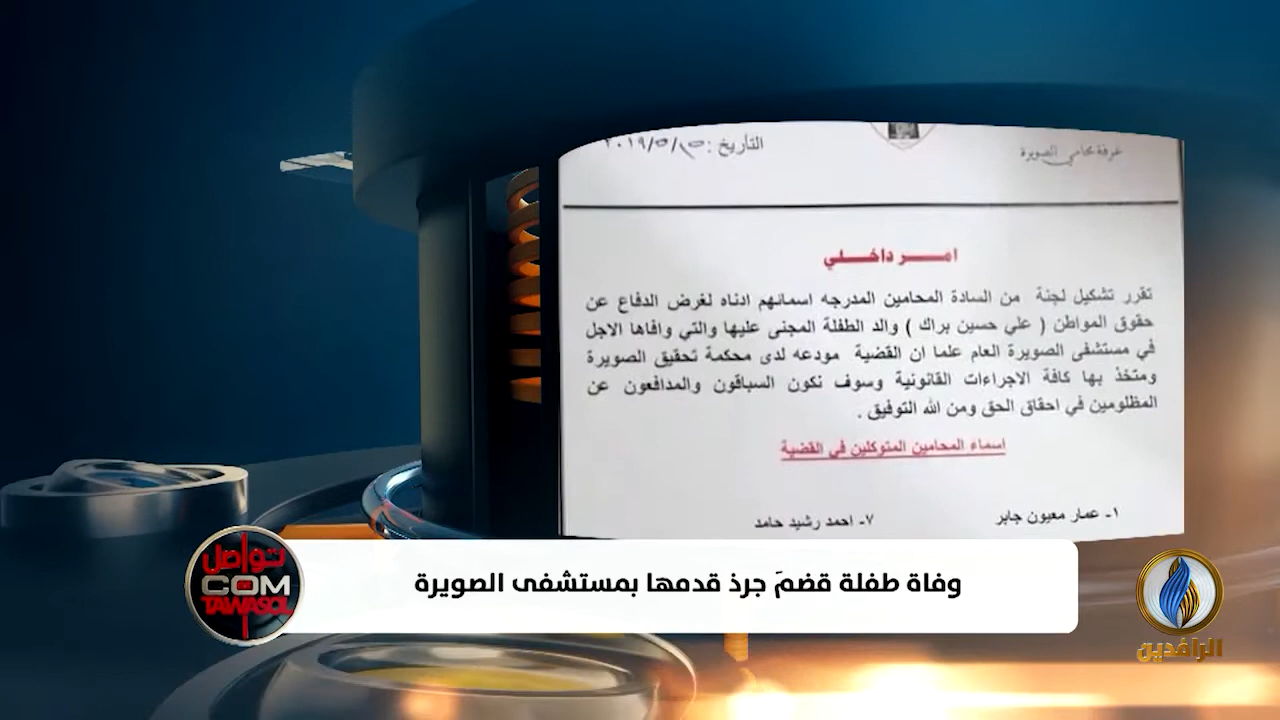 غرفة محامي الصويرة
التأريخ : ٢٠١٩/٥/١٥
امـــر داخـــلي
تقرر تشكيل لجنة من السادة المحامين المدرجه اسمائهم ادناه لغرض الدفاع عن
حقوق المواطن ( علي حسين براك ) والد الطفلة المجنى عليها والتي وافاها الاجل
في مستشفى الصويرة العام علما ان القضية مودعه لدى محكمة تحقيق الصويرة
ومتخذ بها كافة الاجراءات القانونية وسوف نكون السباقون والمدافعون عن
المظلومين في احقاق الحق ومن الله التوفيق .
اسماء المحامين المتوكلين في القضية
١- عمار معيون جابر
٧- احمد رشيد حامد
وفاة طفلة قضمَ جرذ قدمها بمستشفى الصويرة
تواصل
COM
TAWASOL
الرافدين